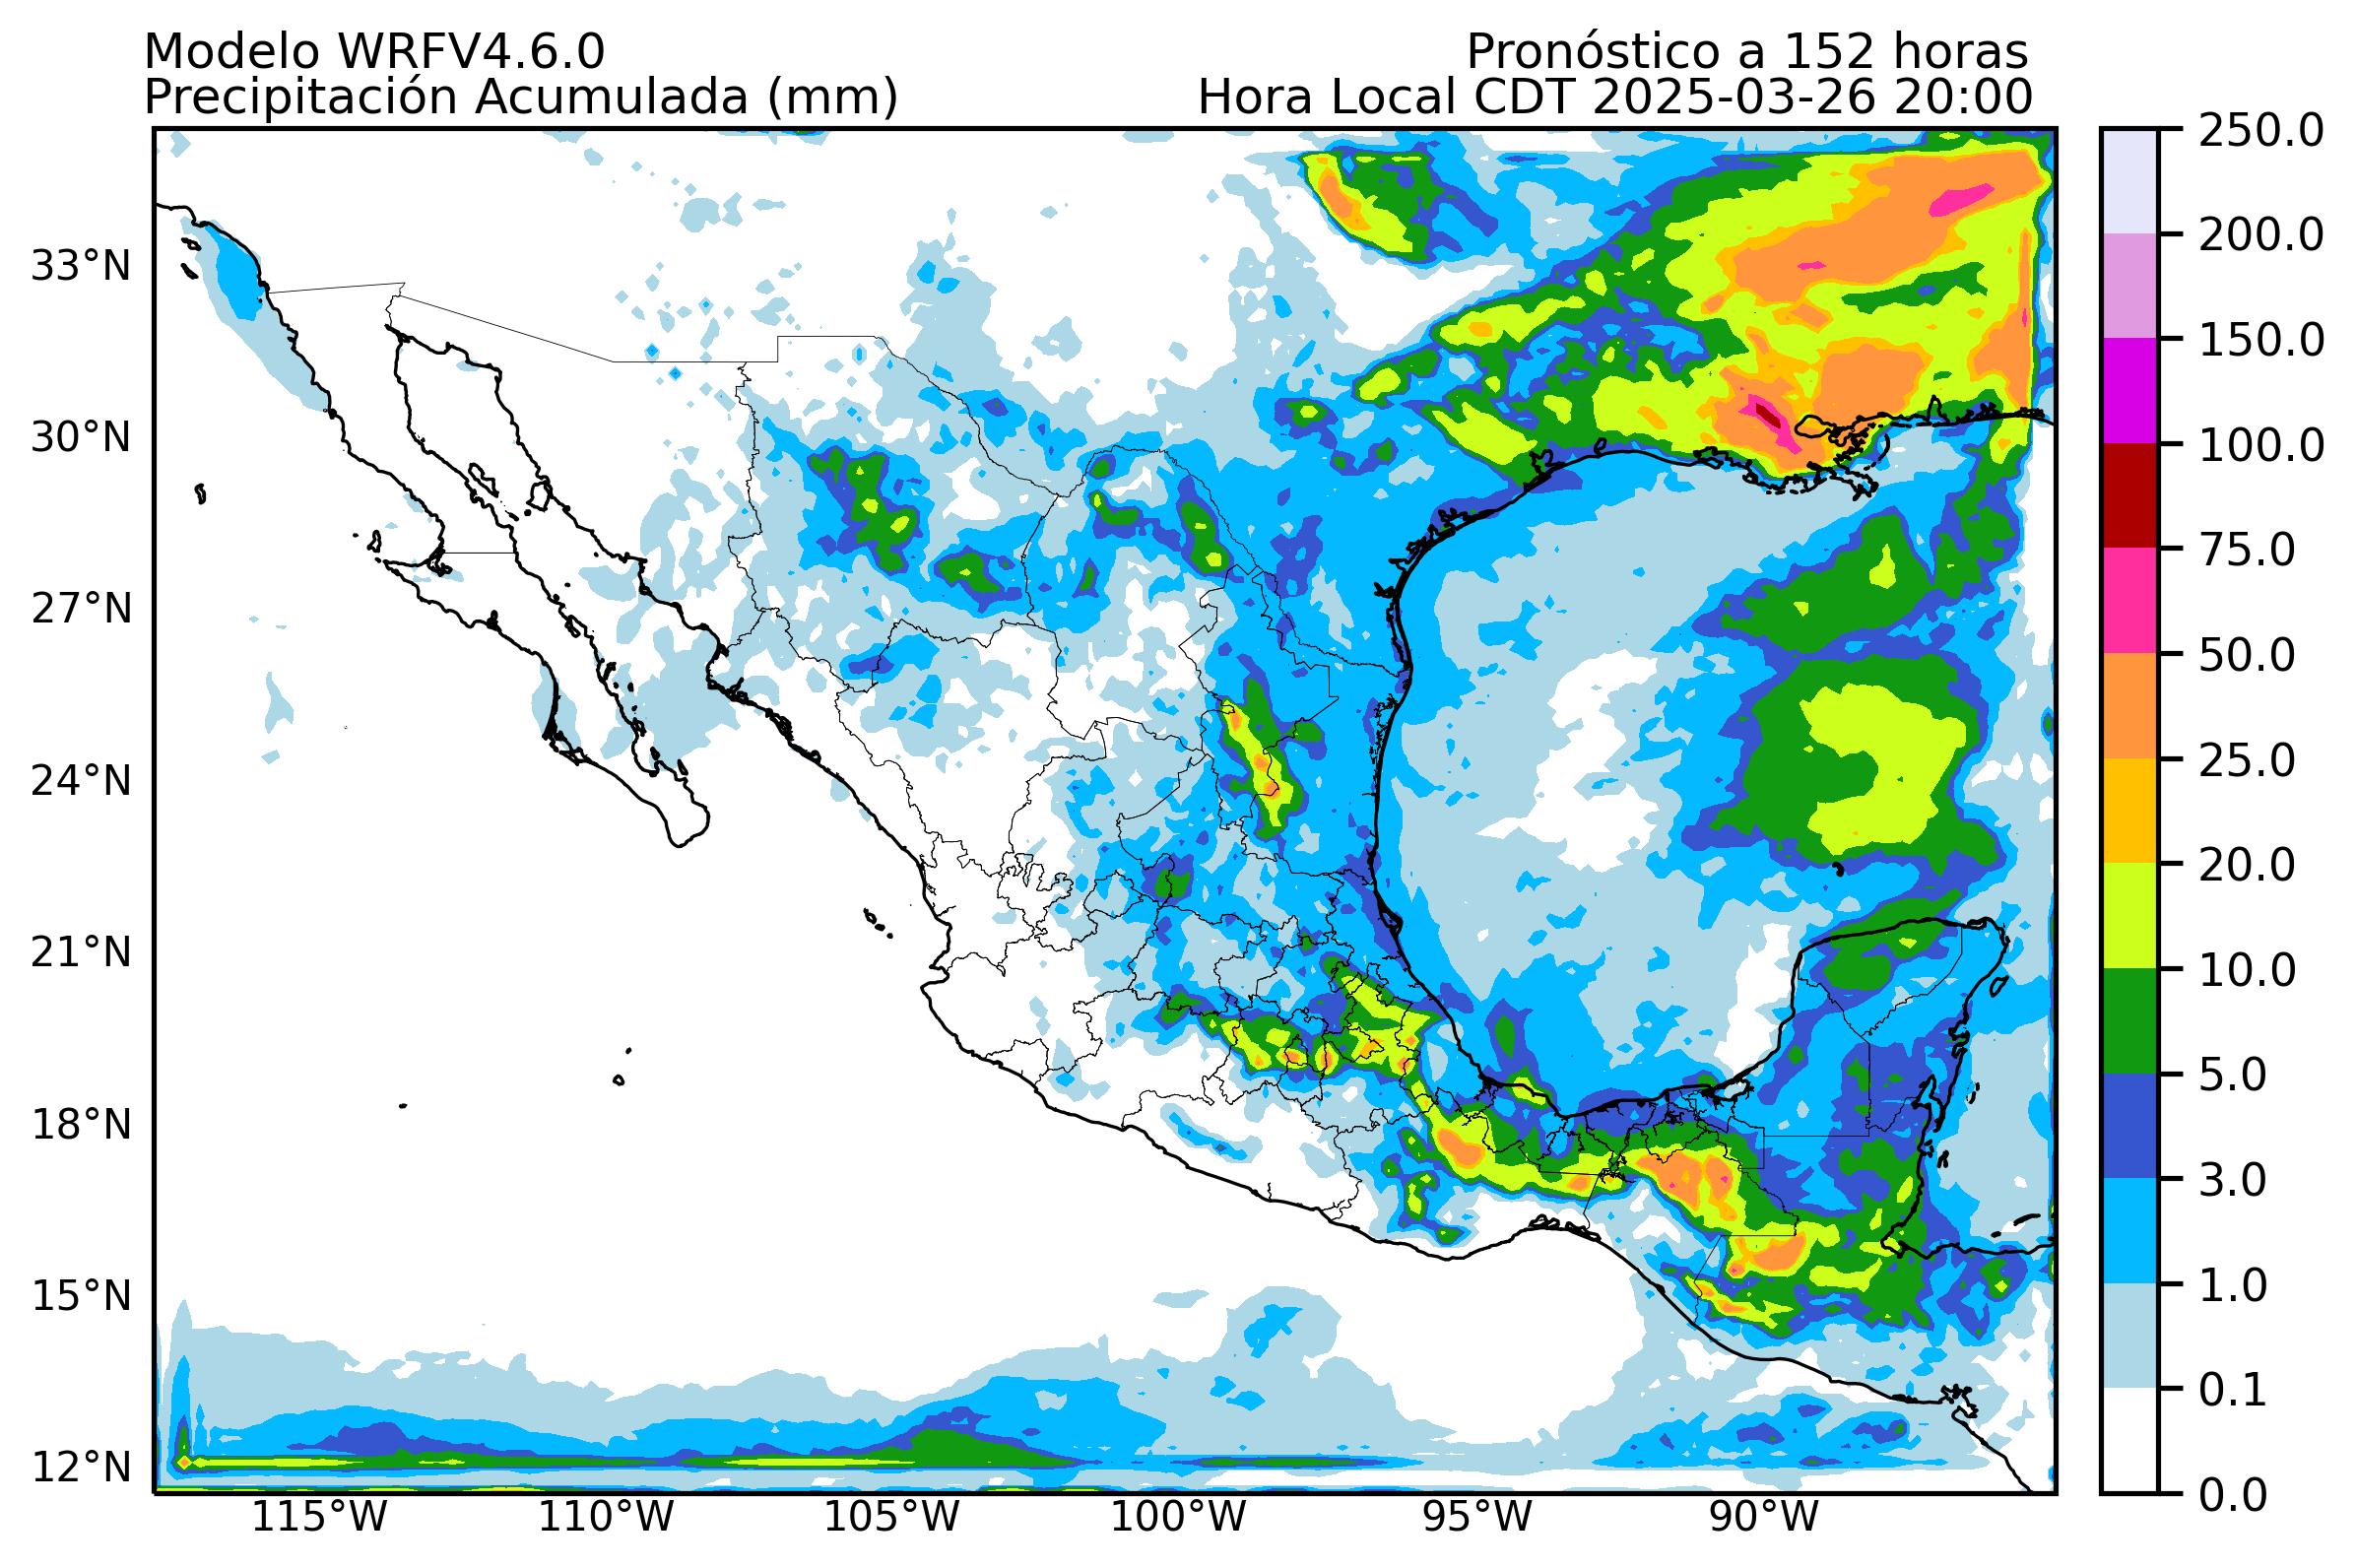 Modelo WRFV4.6.0
Pronóstico a 152 horas
Precipitación Acumulada (mm)
Hora Local CDT 2025-03-26 20:00
33°N
30°N
27°N
24°N
21°N
18°N
15°N
12°N
115°W
110°W
105°W
100°W
95°W
90°W
250.0
200.0
150.0
100.0
75.0
50.0
25.0
20.0
10.0
5.0
3.0
1.0
0.1
0.0